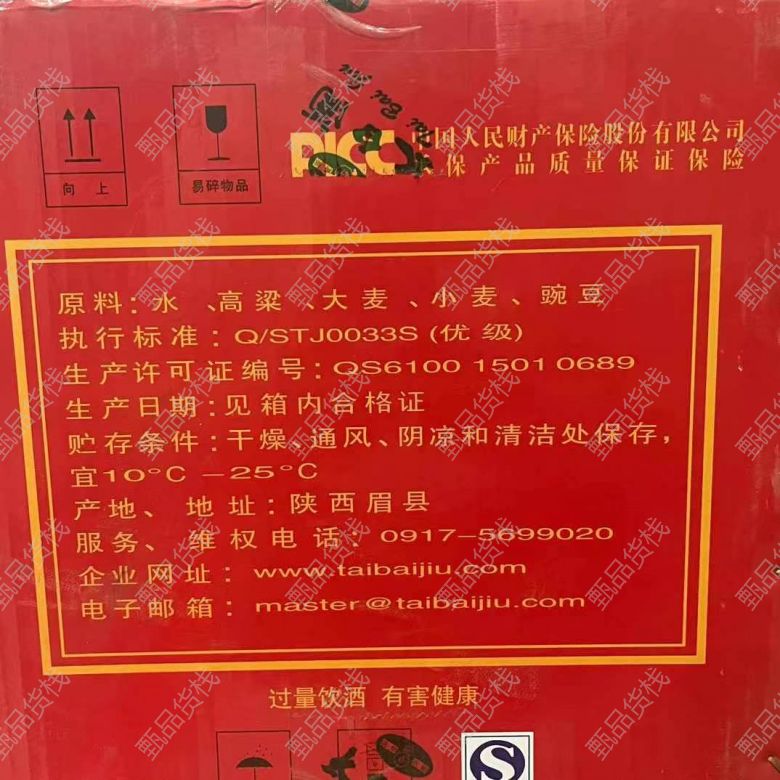 PICC 中国人民财产保险股份有限公司
承保产品质量保证保险
向上
易碎物品
原料：水、高粱、大麦、小麦、豌豆
执行标准：Q/STJ0033S (优级)
生产许可证编号：QS6100 1501 0689
生产日期：见箱内合格证
贮存条件：干燥、通风、阴凉和清洁处保存，
宜10°C -25°C
产地、地址：陕西眉县
服务、维权电话：0917-5699020
企业网址：www.taibaijiu.com
电子邮箱：master@taibaijiu.com
过量饮酒 有害健康
S
甄品货栈